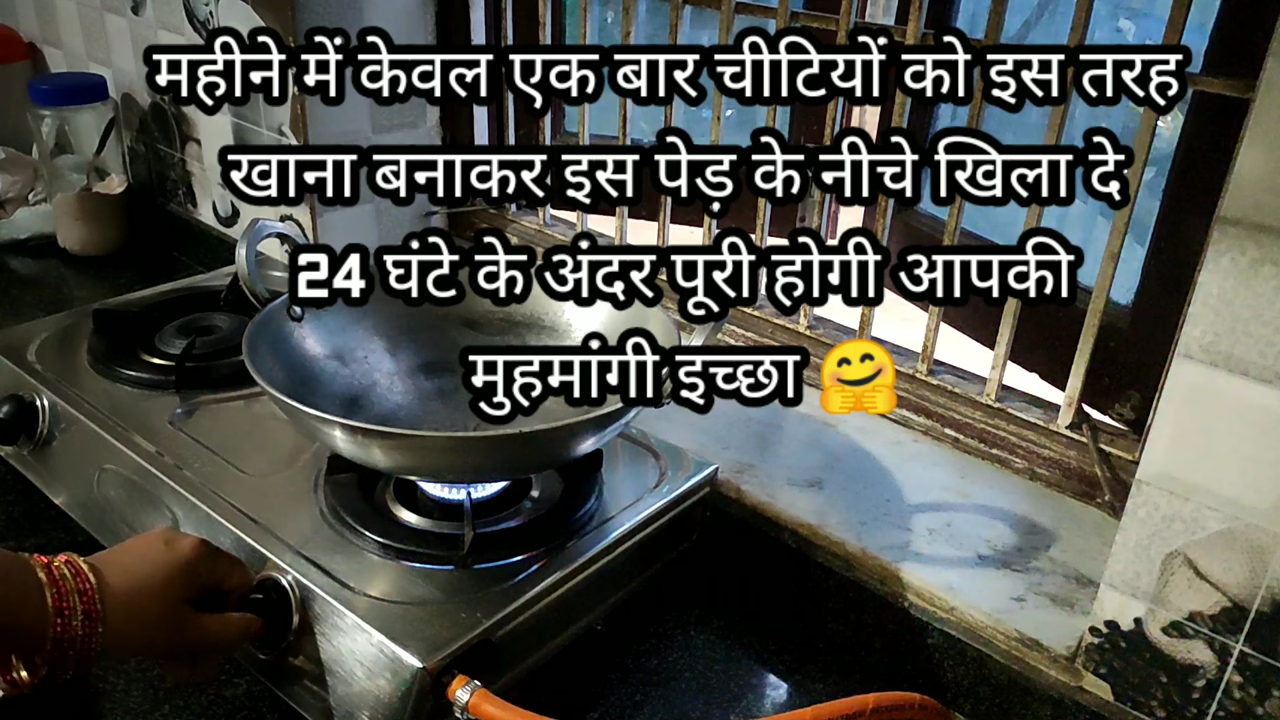 महीने में केवल एक बार चीटियों को इस तरह
खाना बनाकर इस पेड़ के नीचे खिला दे
24 घंटे के अंदर पूरी होगी आपकी
मुहमांगी इच्छा 🤗